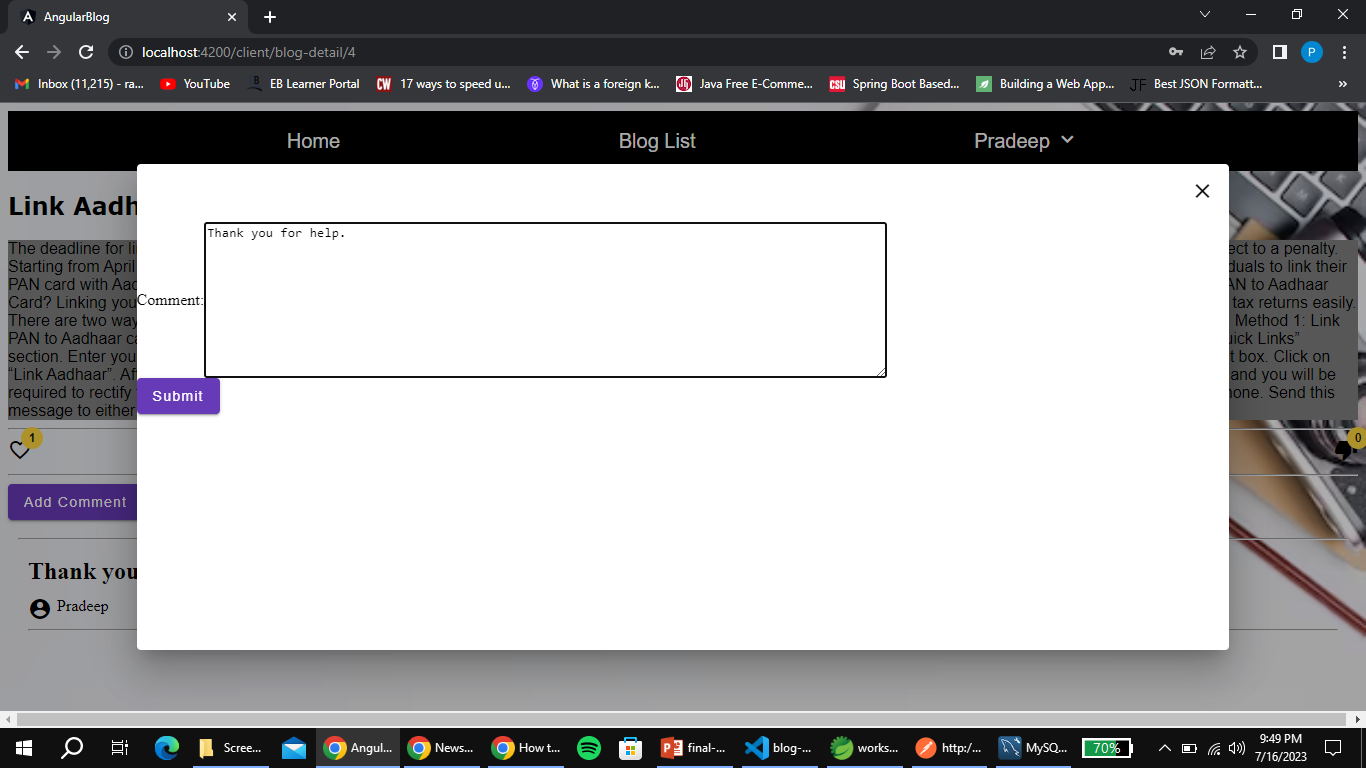 AngularBlog
localhost:4200/client/blog-detail/4
P
Inbox (11,215) - ra...
YouTube
EB Learner Portal
CW 17 ways to speed u...
What is a foreign k...
Java Free E-Comme...
CSU Spring Boot Based...
Building a Web App...
JF Best JSON Formatt...
»
Home Blog List Pradeep
Link Aadh
The deadline for li
ect to a penalty.
Starting from April
duals to link their
PAN card with Aad
AN to Aadhaar
Card? Linking you
tax returns easily.
There are two way
Method 1: Link
PAN to Aadhaar ca
uick Links”
section. Enter you
t box. Click on
“Link Aadhaar”. Af
and you will be
required to rectify
one. Send this
message to either
Thank you for help.
Comment:
Submit
1
0
Add Comment
Thank you
Pradeep
Scree...
Angul...
News...
How t...
final-...
blog-...
works...
http:/...
MySQ...
70%
9:49 PM
7/16/2023